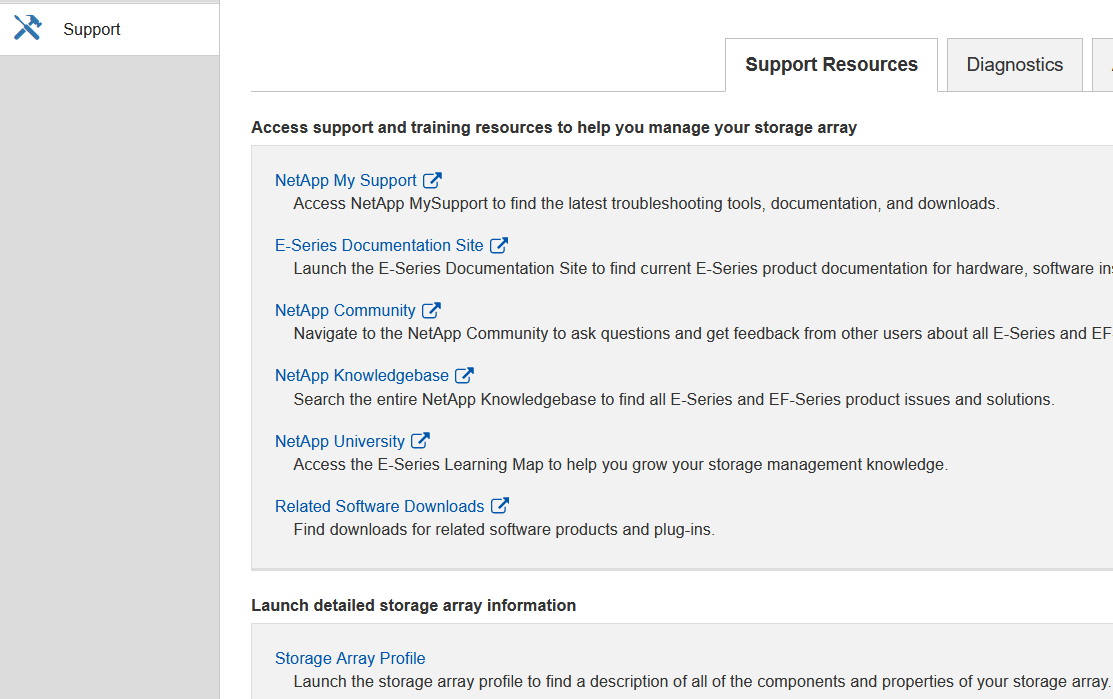 Support
Support Resources
Diagnostics
Access support and training resources to help you manage your storage array
NetApp My Support
Access NetApp MySupport to find the latest troubleshooting tools, documentation, and downloads.
E-Series Documentation Site
Launch the E-Series Documentation Site to find current E-Series product documentation for hardware, software
NetApp Community
Navigate to the NetApp Community to ask questions and get feedback from other users about all E-Series and EF
NetApp Knowledgebase
Search the entire NetApp Knowledgebase to find all E-Series and EF-Series product issues and solutions.
NetApp University
Access the E-Series Learning Map to help you grow your storage management knowledge.
Related Software Downloads
Find downloads for related software products and plug-ins.
Launch detailed storage array information
Storage Array Profile
Launch the storage array profile to find a description of all of the components and properties of your storage array.